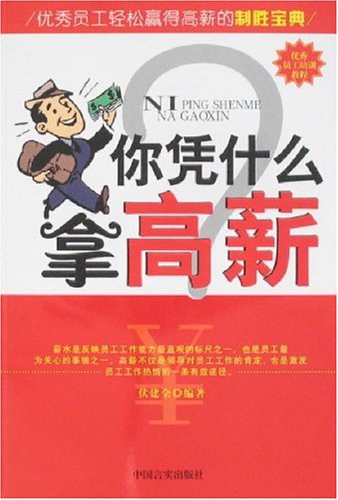 优秀员工轻松赢得高薪的制胜宝典
优秀
员工培训
教程
NI PING SHENME
NA GAOXIN
你凭什么
拿高薪
薪水是反映员工工作能力最直观的标尺之一,也是员工最
为关心的事情之一。高薪不仅是领导对员工工作的肯定,也是激发
员工工作热情的一条有效途径。
伏建全◎编著
中国言实出版社